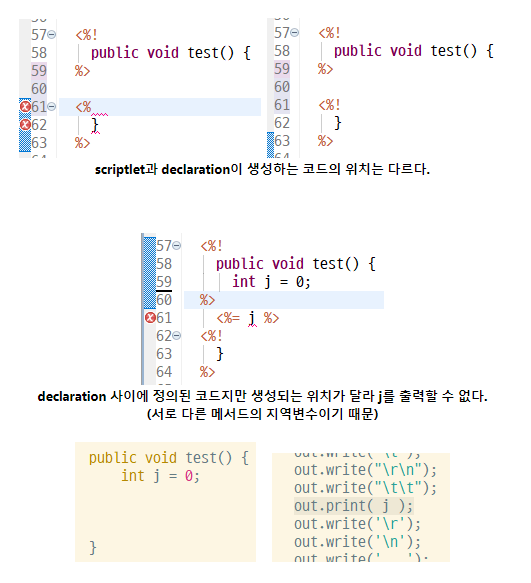 57 <%!
58 public void test() {
59 %>
60
61 <%
62 }
63 %>
57 <%!
58 public void test() {
59 %>
60
61 <%!
62 }
63 %>
scriptlet과 declaration이 생성하는 코드의 위치는 다르다.
57 <%!
58 public void test() {
59 int j = 0;
60 %>
61 <%= j %>
62 <%!
63 }
64 %>
declaration 사이에 정의된 코드지만 생성되는 위치가 달라 j를 출력할 수 없다.
(서로 다른 메서드의 지역변수이기 때문)
public void test() {
int j = 0;
}
out.write("\r\n");
out.write("\t\t");
out.print( j );
out.write('\r');
out.write('\n');